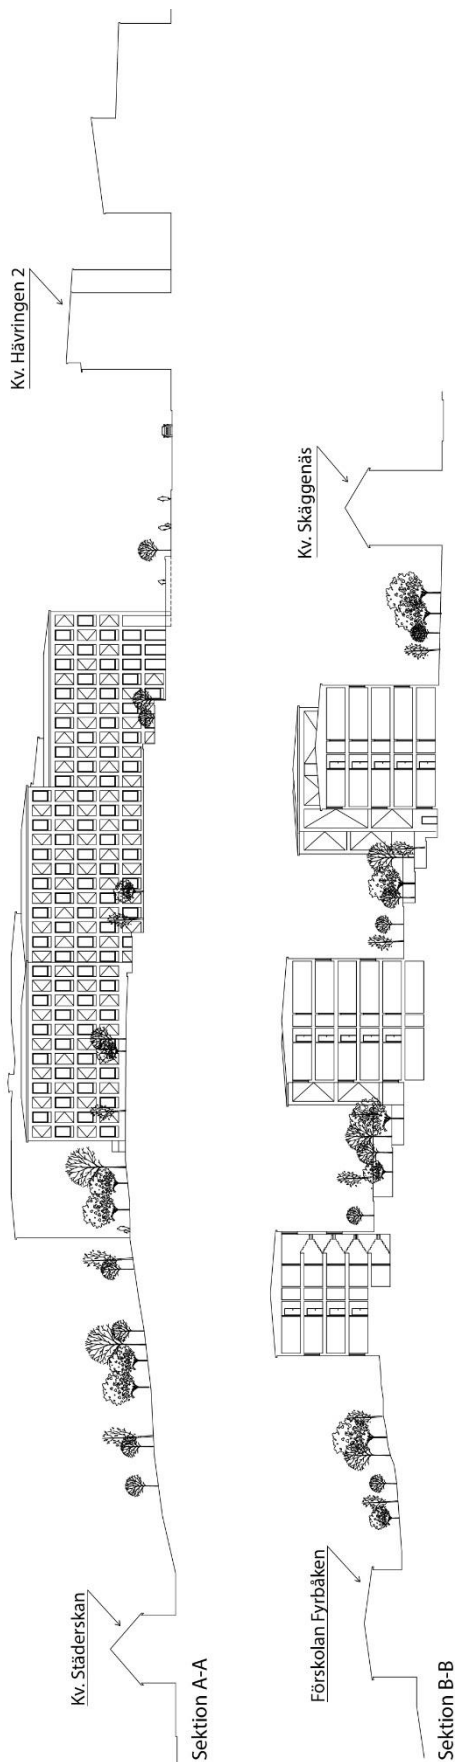 Kv. Städerskan
Kv. Hävringen 2
Sektion A-A
Förskolan Fyrbåken
Kv. Skäggenäs
Sektion B-B